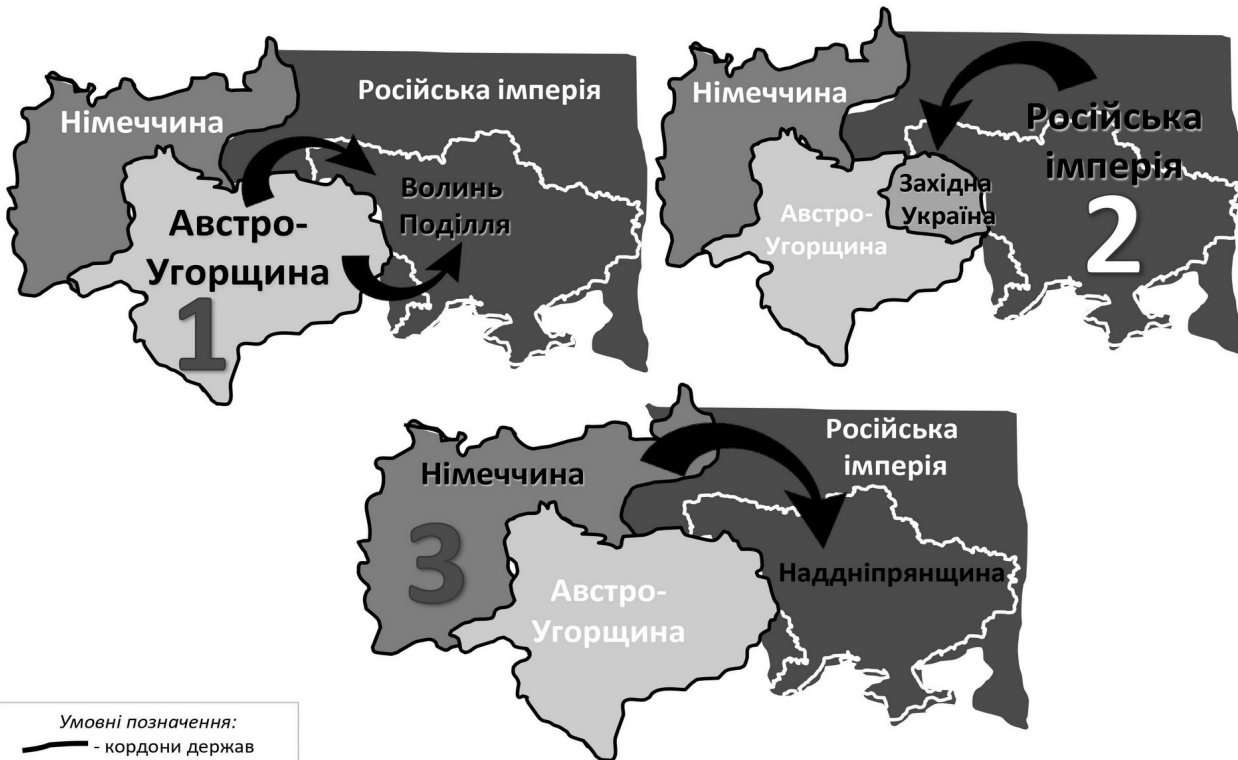 Німеччина
Російська імперія
Волинь
Поділля
Австро-
Угорщина
1
Німеччина
Російська
імперія
2
Західна
Україна
Австро-
Угорщина
Німеччина
3
Російська
імперія
Наддніпрянщина
Австро-
Угорщина
Умовні позначення:
- кордони держав